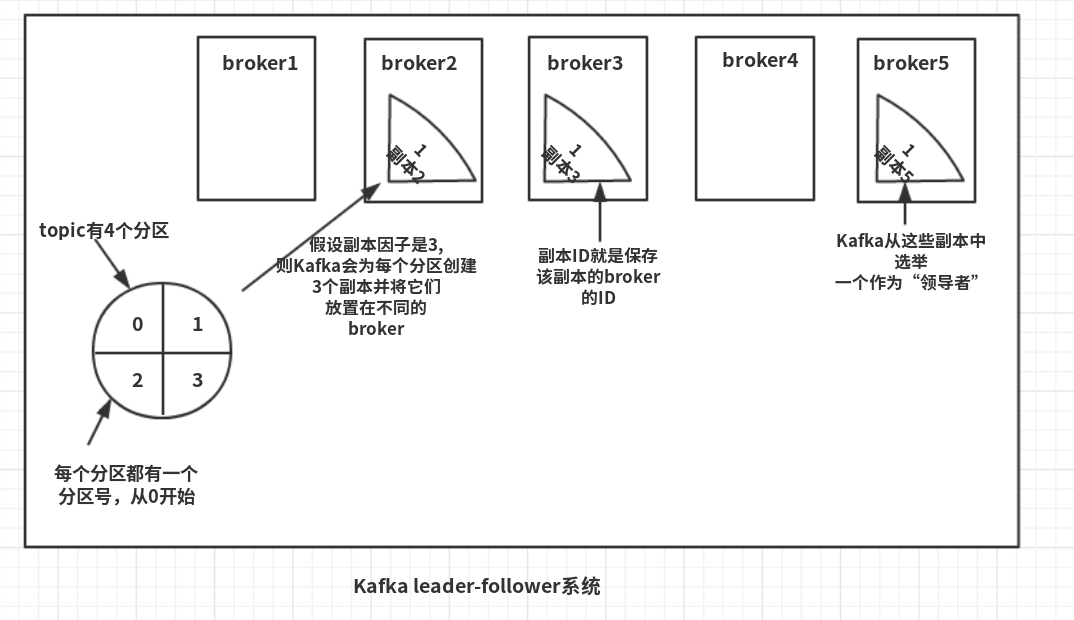 broker1
broker2
broker3
broker4
broker5
1
副本2
1
副本3
1
副本5
topic有4个分区
假设副本因子是3,
则Kafka会为每个分区创建
3个副本并将它们
放置在不同的
broker
副本ID就是保存
该副本的broker
的ID
Kafka从这些副本中
选举
一个作为“领导者”
0
1
2
3
每个分区都有一个
分区号，从0开始
Kafka leader-follower系统